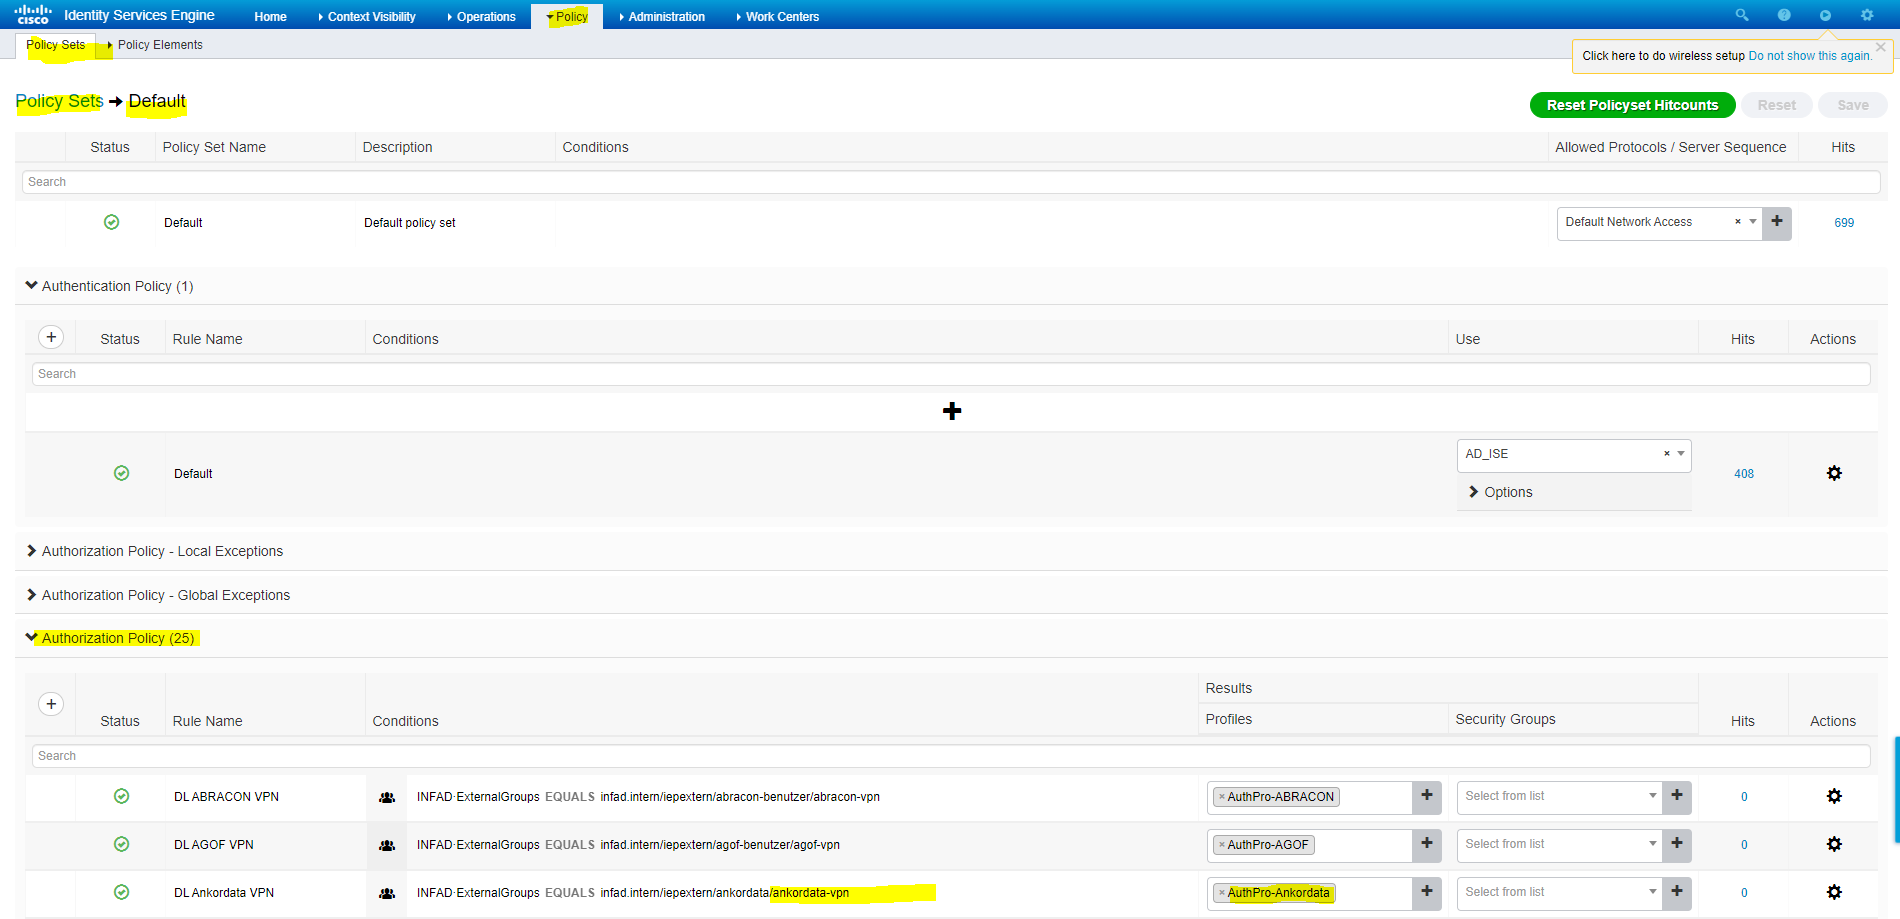 cisco Identity Services Engine Home Context Visibility Operations Policy Administration Work Centers
Policy Sets Policy Elements
Click here to do wireless setup Do not show this again.
Policy Sets → Default
Reset Policyset Hitcounts Reset Save
Status Policy Set Name Description Conditions Allowed Protocols / Server Sequence Hits
Search
Default Default policy set Default Network Access 699
Authentication Policy (1)
Status Rule Name Conditions Use Hits Actions
Search
AD_ISE
Default 408
Options
Authorization Policy - Local Exceptions
Authorization Policy - Global Exceptions
Authorization Policy (25)
Results
Status Rule Name Conditions Profiles Security Groups Hits Actions
Search
DL ABRACON VPN INFAD·ExternalGroups EQUALS infad.intern/iepextern/abracon-benutzer/abracon-vpn AuthPro-ABRACON Select from list 0
DL AGOF VPN INFAD·ExternalGroups EQUALS infad.intern/iepextern/agof-benutzer/agof-vpn AuthPro-AGOF Select from list 0
DL Ankordata VPN INFAD·ExternalGroups EQUALS infad.intern/iepextern/ankordata/ankordata-vpn AuthPro-Ankordata Select from list 0